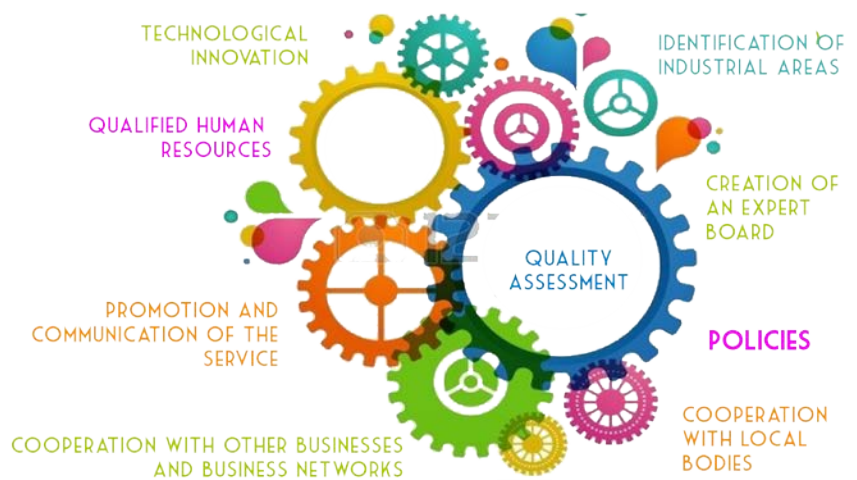 TECHNOLOGICAL
INNOVATION
IDENTIFICATION OF
INDUSTRIAL AREAS
QUALIFIED HUMAN
RESOURCES
CREATION OF
AN EXPERT
BOARD
QUALITY
ASSESSMENT
PROMOTION AND
COMMUNICATION OF THE
SERVICE
POLICIES
COOPERATION
WITH LOCAL
BODIES
COOPERATION WITH OTHER BUSINESSES
AND BUSINESS NETWORKS